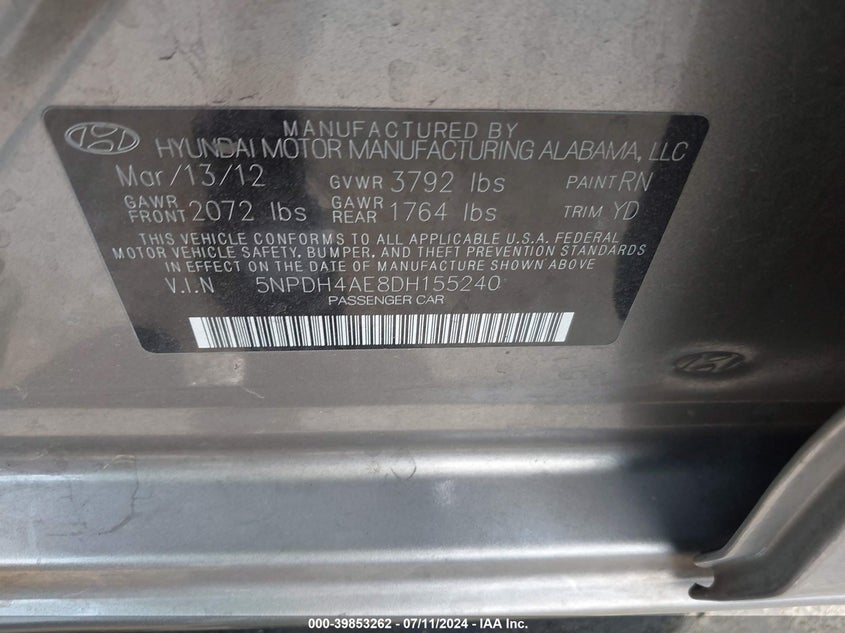 MANUFACTURED BY
HYUNDAI MOTOR MANUFACTURING ALABAMA, LLC
Mar/13/12 GVWR 3792 lbs PAINT RN
GAWR FRONT 2072 lbs GAWR REAR 1764 lbs TRIM YD
THIS VEHICLE CONFORMS TO ALL APPLICABLE U.S.A. FEDERAL
MOTOR VEHICLE SAFETY, BUMPER, AND THEFT PREVENTION STANDARDS
IN EFFECT ON THE DATE OF MANUFACTURE SHOWN ABOVE
V.I.N 5NPDH4AE8DH155240
PASSENGER CAR
000-39853262 - 07/11/2024 - IAA Inc.